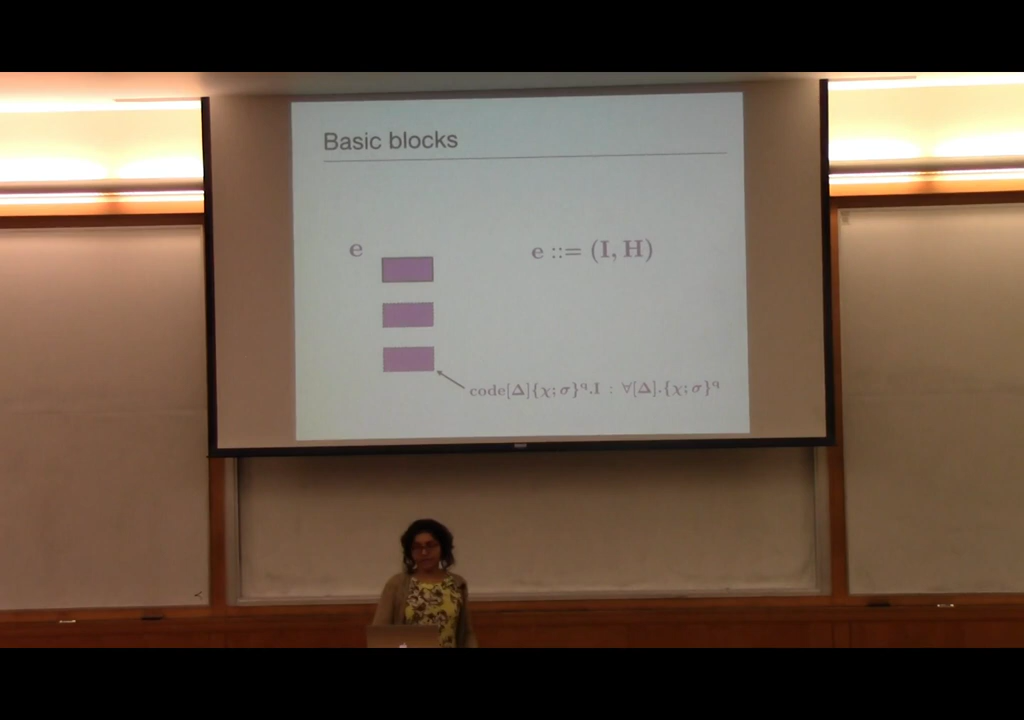 Basic blocks
e
e ::= (I, H)
code[Δ]{χ; σ}^q.I : ∀[Δ].{χ; σ}^q